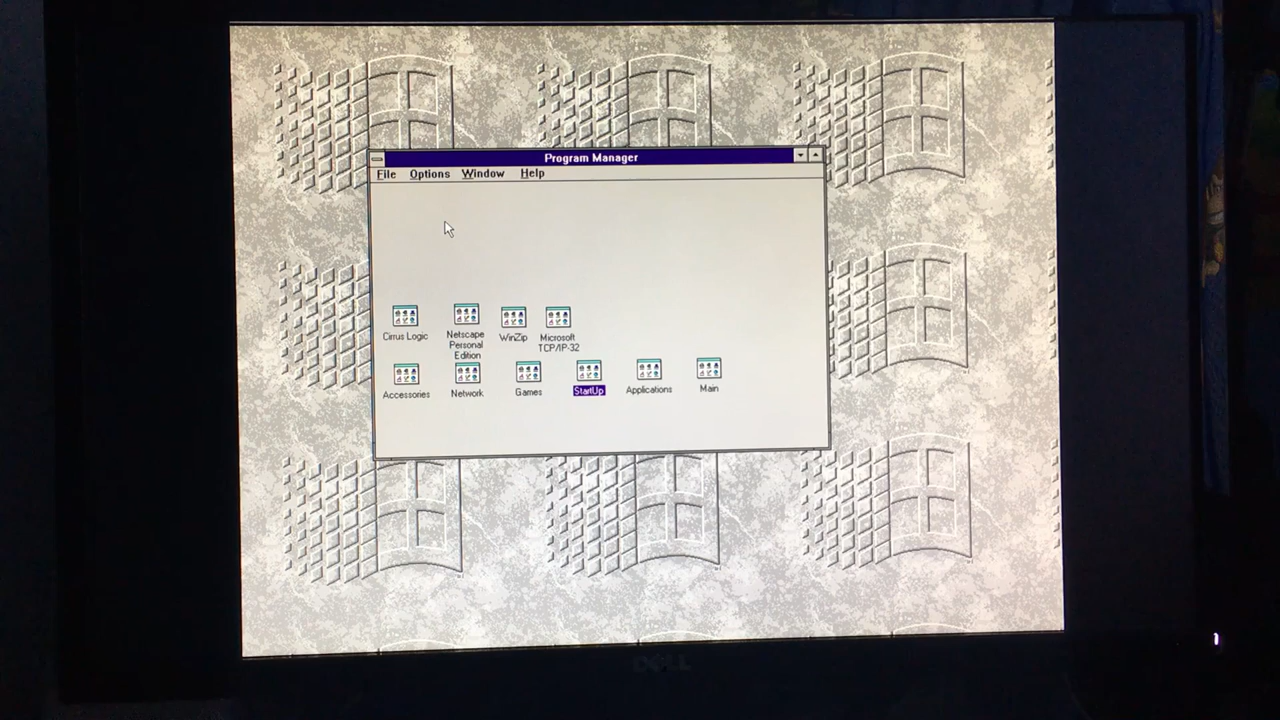 Program Manager
File Options Window Help
Cirrus Logic
Netscape
Personal
Edition
WinZip
Microsoft
TCP/IP-32
Accessories
Network
Games
StartUp
Applications
Main
DELL